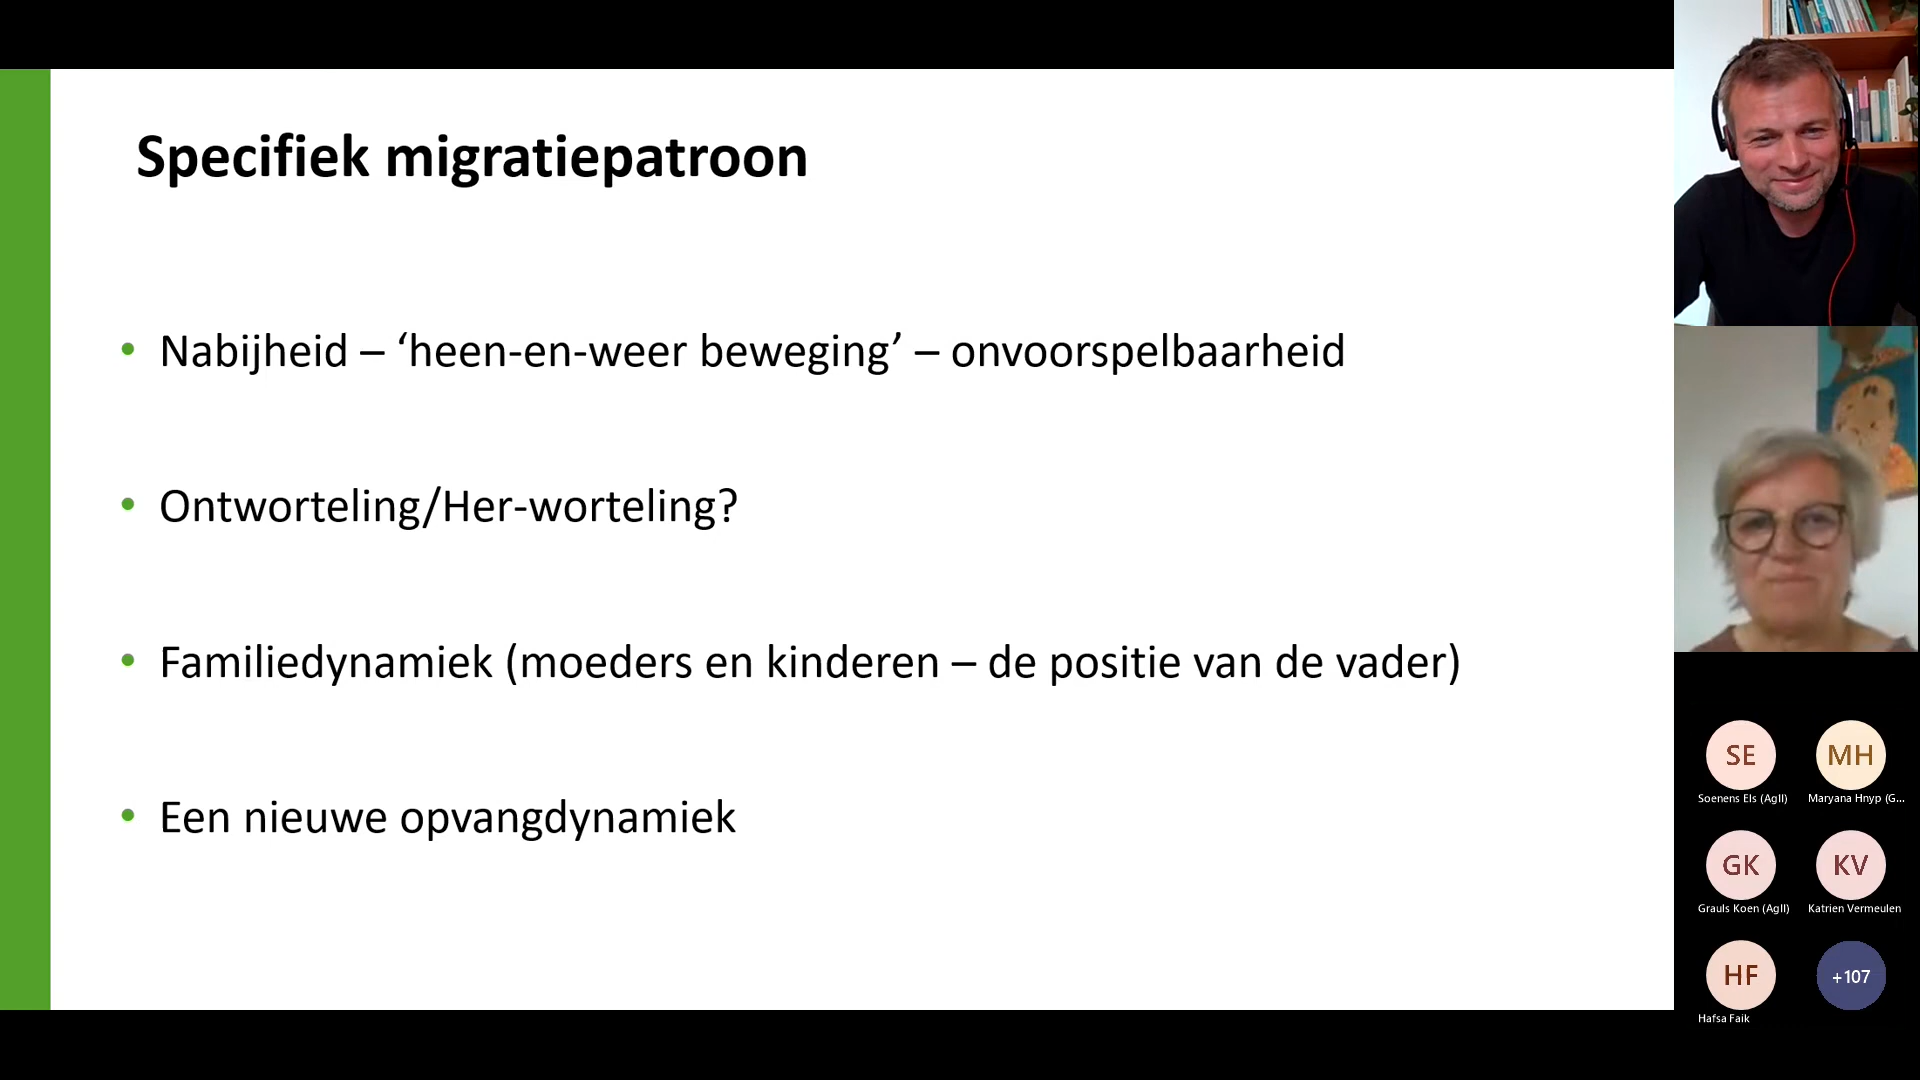 Specifiek migratiepatroon
• Nabijheid – ‘heen-en-weer beweging’ – onvoorspelbaarheid
• Ontworteling/Her-worteling?
• Familiedynamiek (moeders en kinderen – de positie van de vader)
• Een nieuwe opvangdynamiek
SE
MH
Soenens Els (AgII)
Maryana Hnyp (G...
GK
KV
Grauls Koen (AgII)
Katrien Vermeulen
HF
+107
Hafsa Faik